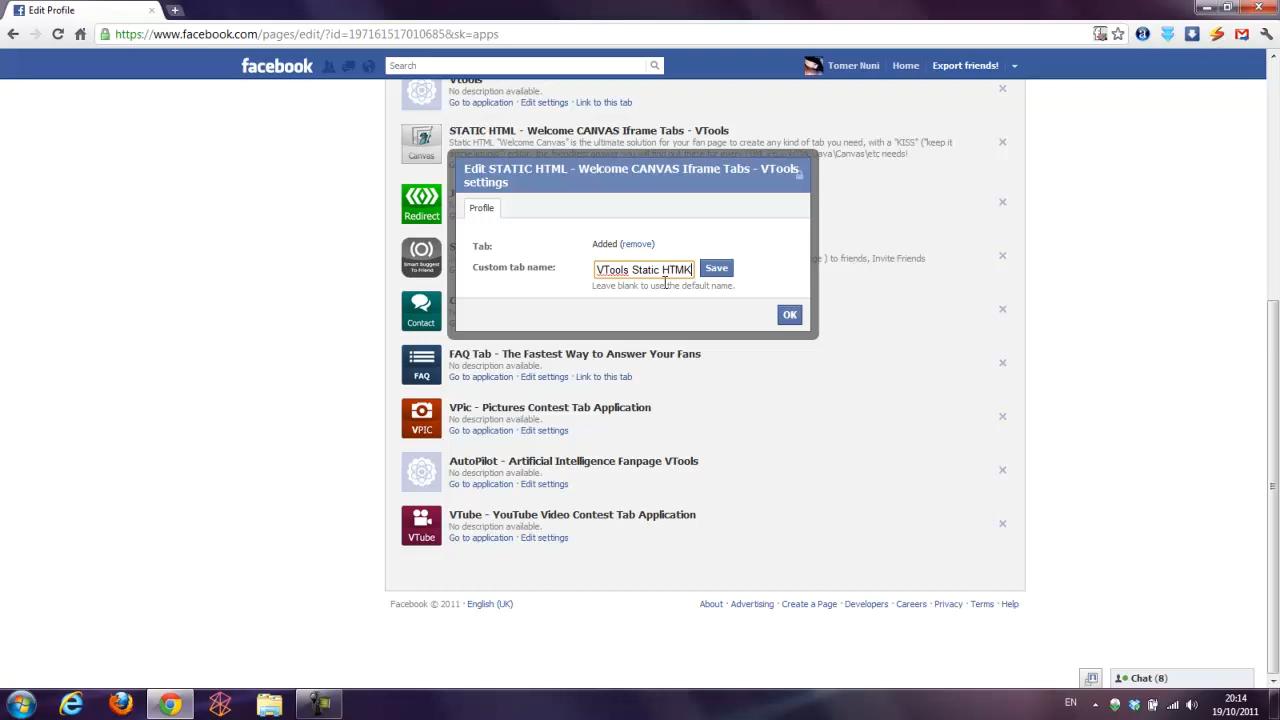 Edit Profile
https://www.facebook.com/pages/edit/?id=197161517010685&sk=apps
facebook
Search
Tomer Nuni
Home
Export friends!
Vtools
No description available.
Go to application · Edit settings · Link to this tab
Canvas
STATIC HTML - Welcome CANVAS Iframe Tabs - VTools
Static HTML "Welcome Canvas" is the ultimate solution for your fan page to create any kind of tab you need, with a "KISS" ("keep it
Java\Canvas\etc needs!
Edit STATIC HTML - Welcome CANVAS Iframe Tabs - VTools
settings
Profile
Tab:
Added (remove)
Custom tab name:
VTools Static HTMK
Save
Leave blank to use the default name.
OK
Redirect
Smart Suggest
To Friend
) to friends, Invite Friends
Contact
FAQ
FAQ Tab - The Fastest Way to Answer Your Fans
No description available.
Go to application · Edit settings · Link to this tab
VPIC
VPic - Pictures Contest Tab Application
No description available.
Go to application · Edit settings
AutoPilot - Artificial Intelligence Fanpage VTools
No description available.
Go to application · Edit settings
VTube
VTube - YouTube Video Contest Tab Application
No description available.
Go to application · Edit settings
Facebook © 2011 · English (UK)
About · Advertising · Create a Page · Developers · Careers · Privacy · Terms · Help
Chat (8)
EN
20:14
19/10/2011